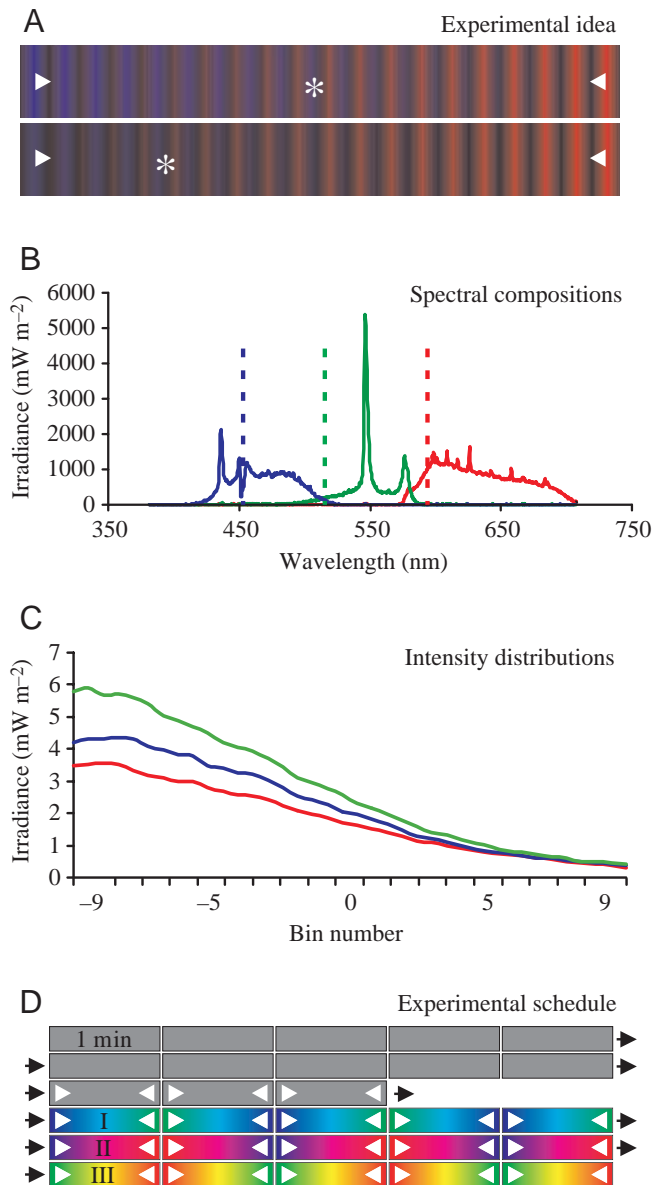 A
Experimental idea
*
*
B
Spectral compositions
Irradiance (mW m−2)
6000
5000
4000
3000
2000
1000
0
350 450 550 650 750
Wavelength (nm)
C
Intensity distributions
Irradiance (mW m−2)
7
6
5
4
3
2
1
0
−9 −5 0 5 9
Bin number
D
Experimental schedule
1 min
I
II
III